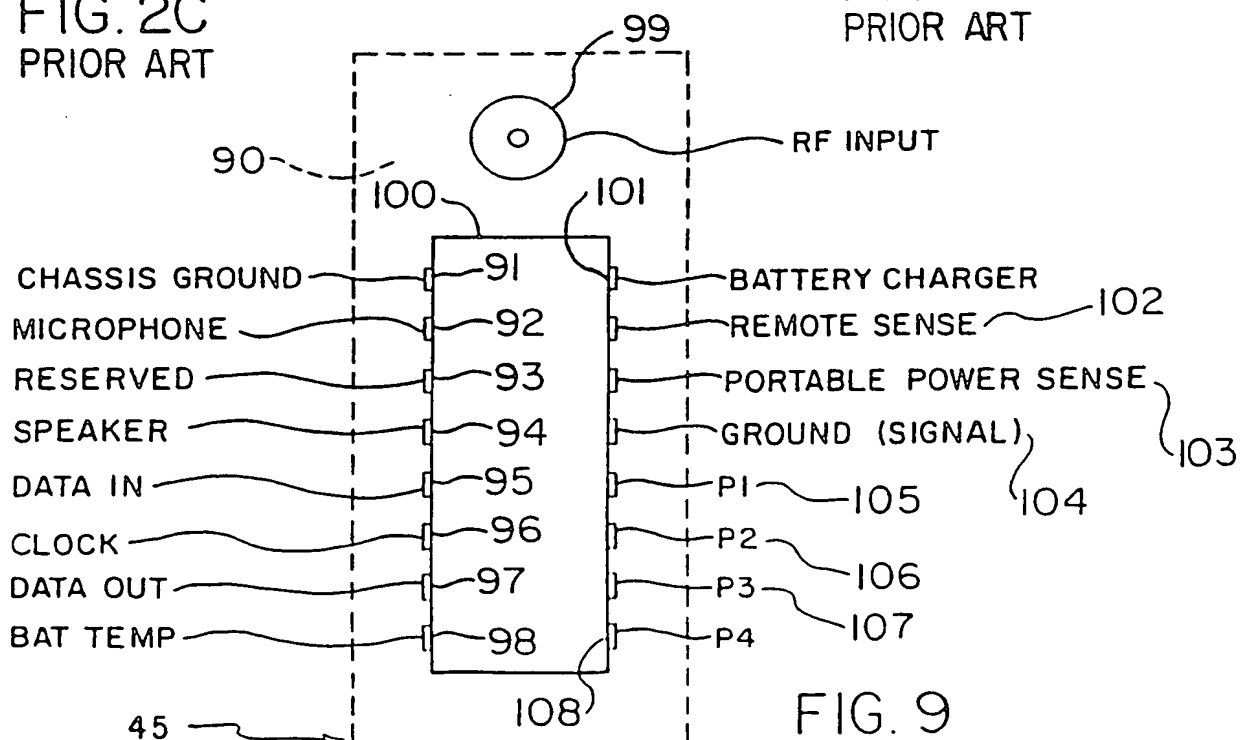 FIG. 2C
PRIOR ART
PRIOR ART
99
RF INPUT
90
100
101
CHASSIS GROUND
91
BATTERY CHARGER
MICROPHONE
92
REMOTE SENSE
102
RESERVED
93
PORTABLE POWER SENSE
103
SPEAKER
94
GROUND (SIGNAL)
104
DATA IN
95
P1
105
CLOCK
96
P2
106
DATA OUT
97
P3
107
BAT TEMP
98
P4
108
45
FIG. 9